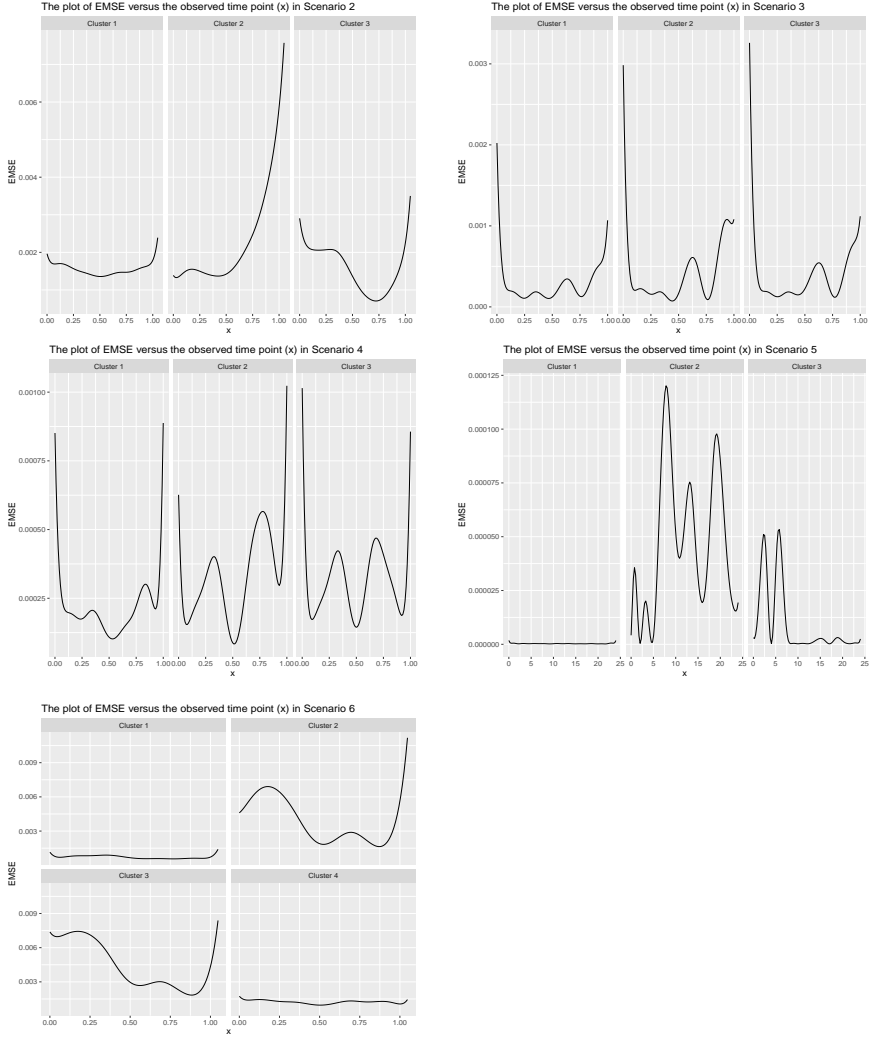 The plot of EMSE versus the observed time point (x) in Scenario 2
Cluster 1 Cluster 2 Cluster 3
0.006
0.004
0.002
EMSE
0.00 0.25 0.50 0.75 1.00 0.00 0.25 0.50 0.75 1.00 0.00 0.25 0.50 0.75 1.00
x
The plot of EMSE versus the observed time point (x) in Scenario 3
Cluster 1 Cluster 2 Cluster 3
0.003
0.002
0.001
0.000
EMSE
0.00 0.25 0.50 0.75 1.00 0.00 0.25 0.50 0.75 1.00 0.00 0.25 0.50 0.75 1.00
x
The plot of EMSE versus the observed time point (x) in Scenario 4
Cluster 1 Cluster 2 Cluster 3
0.00100
0.00075
0.00050
0.00025
EMSE
0.00 0.25 0.50 0.75 1.00 0.00 0.25 0.50 0.75 1.00 0.00 0.25 0.50 0.75 1.00
x
The plot of EMSE versus the observed time point (x) in Scenario 5
Cluster 1 Cluster 2 Cluster 3
0.000125
0.000100
0.000075
0.000050
0.000025
0.000000
EMSE
0 5 10 15 20 25 0 5 10 15 20 25 0 5 10 15 20 25
x
The plot of EMSE versus the observed time point (x) in Scenario 6
Cluster 1 Cluster 2
0.009
0.006
0.003
EMSE
Cluster 3 Cluster 4
0.009
0.006
0.003
0.00 0.25 0.50 0.75 1.00 0.00 0.25 0.50 0.75 1.00
x